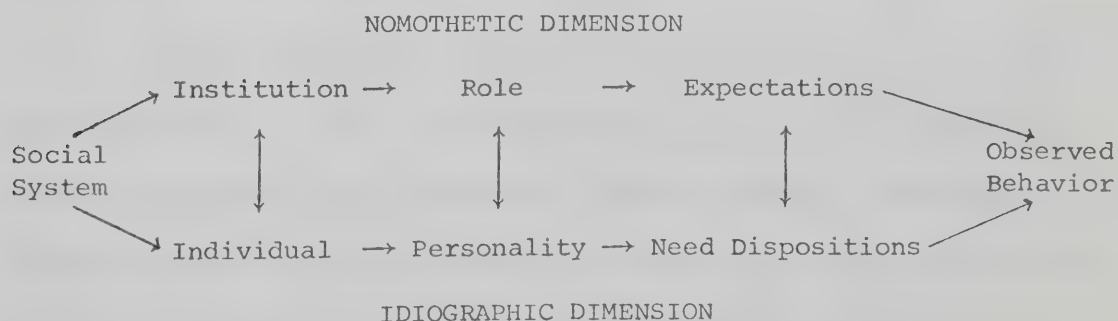 NOMOTHETIC DIMENSION
Institution → Role → Expectations
Social System
Observed Behavior
Individual → Personality → Need Dispositions
IDIOGRAPHIC DIMENSION